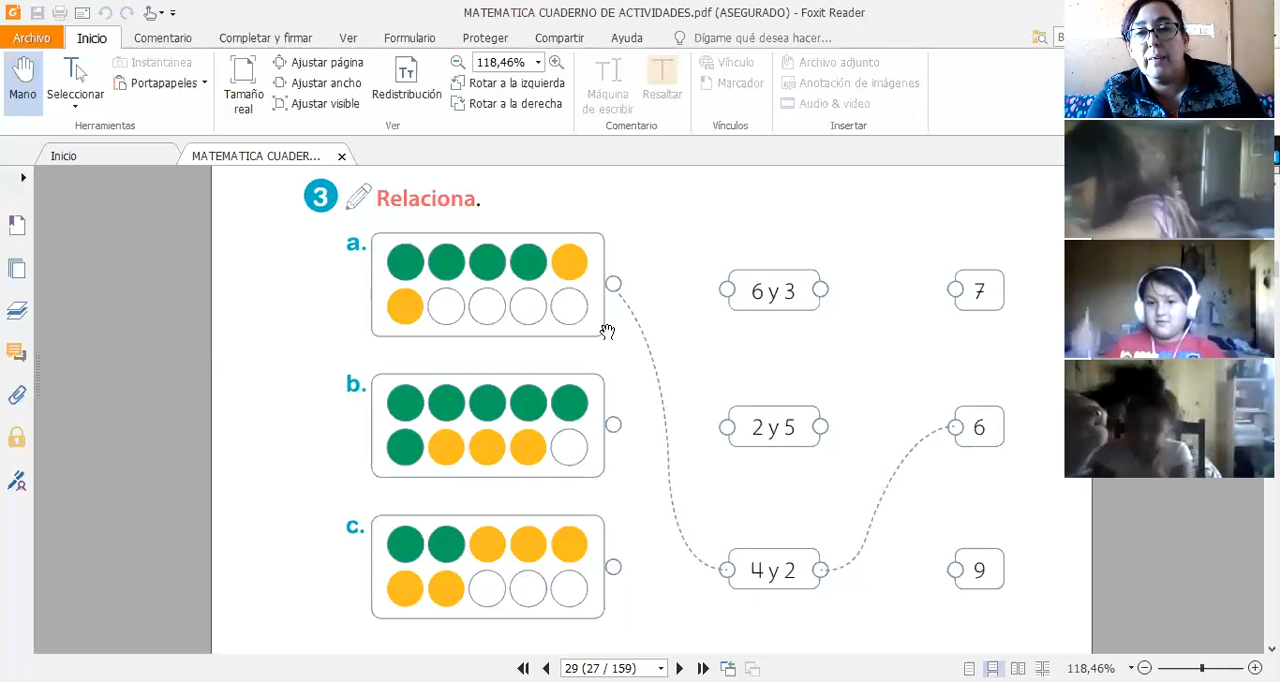 MATEMATICA CUADERNO DE ACTIVIDADES.pdf (ASEGURADO) - Foxit Reader
Archivo Inicio Comentario Completar y firmar Ver Formulario Proteger Compartir Ayuda Dígame qué desea hacer...
Mano
Seleccionar
Instantánea
Portapapeles
Tamaño real
Ajustar página
Ajustar ancho
Ajustar visible
Redistribución
118,46%
Rotar a la izquierda
Rotar a la derecha
Máquina de escribir
Resaltar
Vínculo
Marcador
Archivo adjunto
Anotación de imágenes
Audio & video
Herramientas Ver Comentario Vínculos Insertar
Inicio MATEMATICA CUADER...
3 Relaciona.
a.
6 y 3 7
b.
2 y 5 6
c.
4 y 2 9
29 (27 / 159) 118,46%